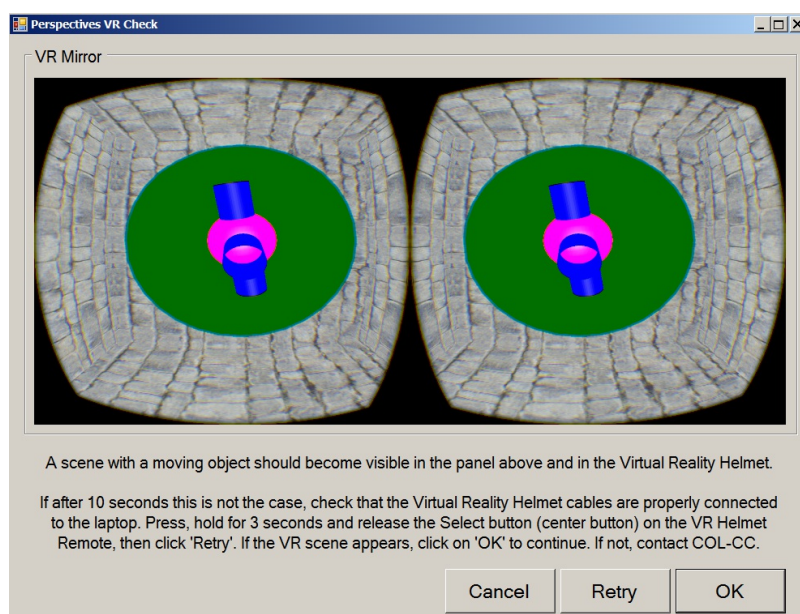 Perspectives VR Check
VR Mirror
A scene with a moving object should become visible in the panel above and in the Virtual Reality Helmet.
If after 10 seconds this is not the case, check that the Virtual Reality Helmet cables are properly connected
to the laptop. Press, hold for 3 seconds and release the Select button (center button) on the VR Helmet
Remote, then click 'Retry'. If the VR scene appears, click on 'OK' to continue. If not, contact COL-CC.
Cancel
Retry
OK